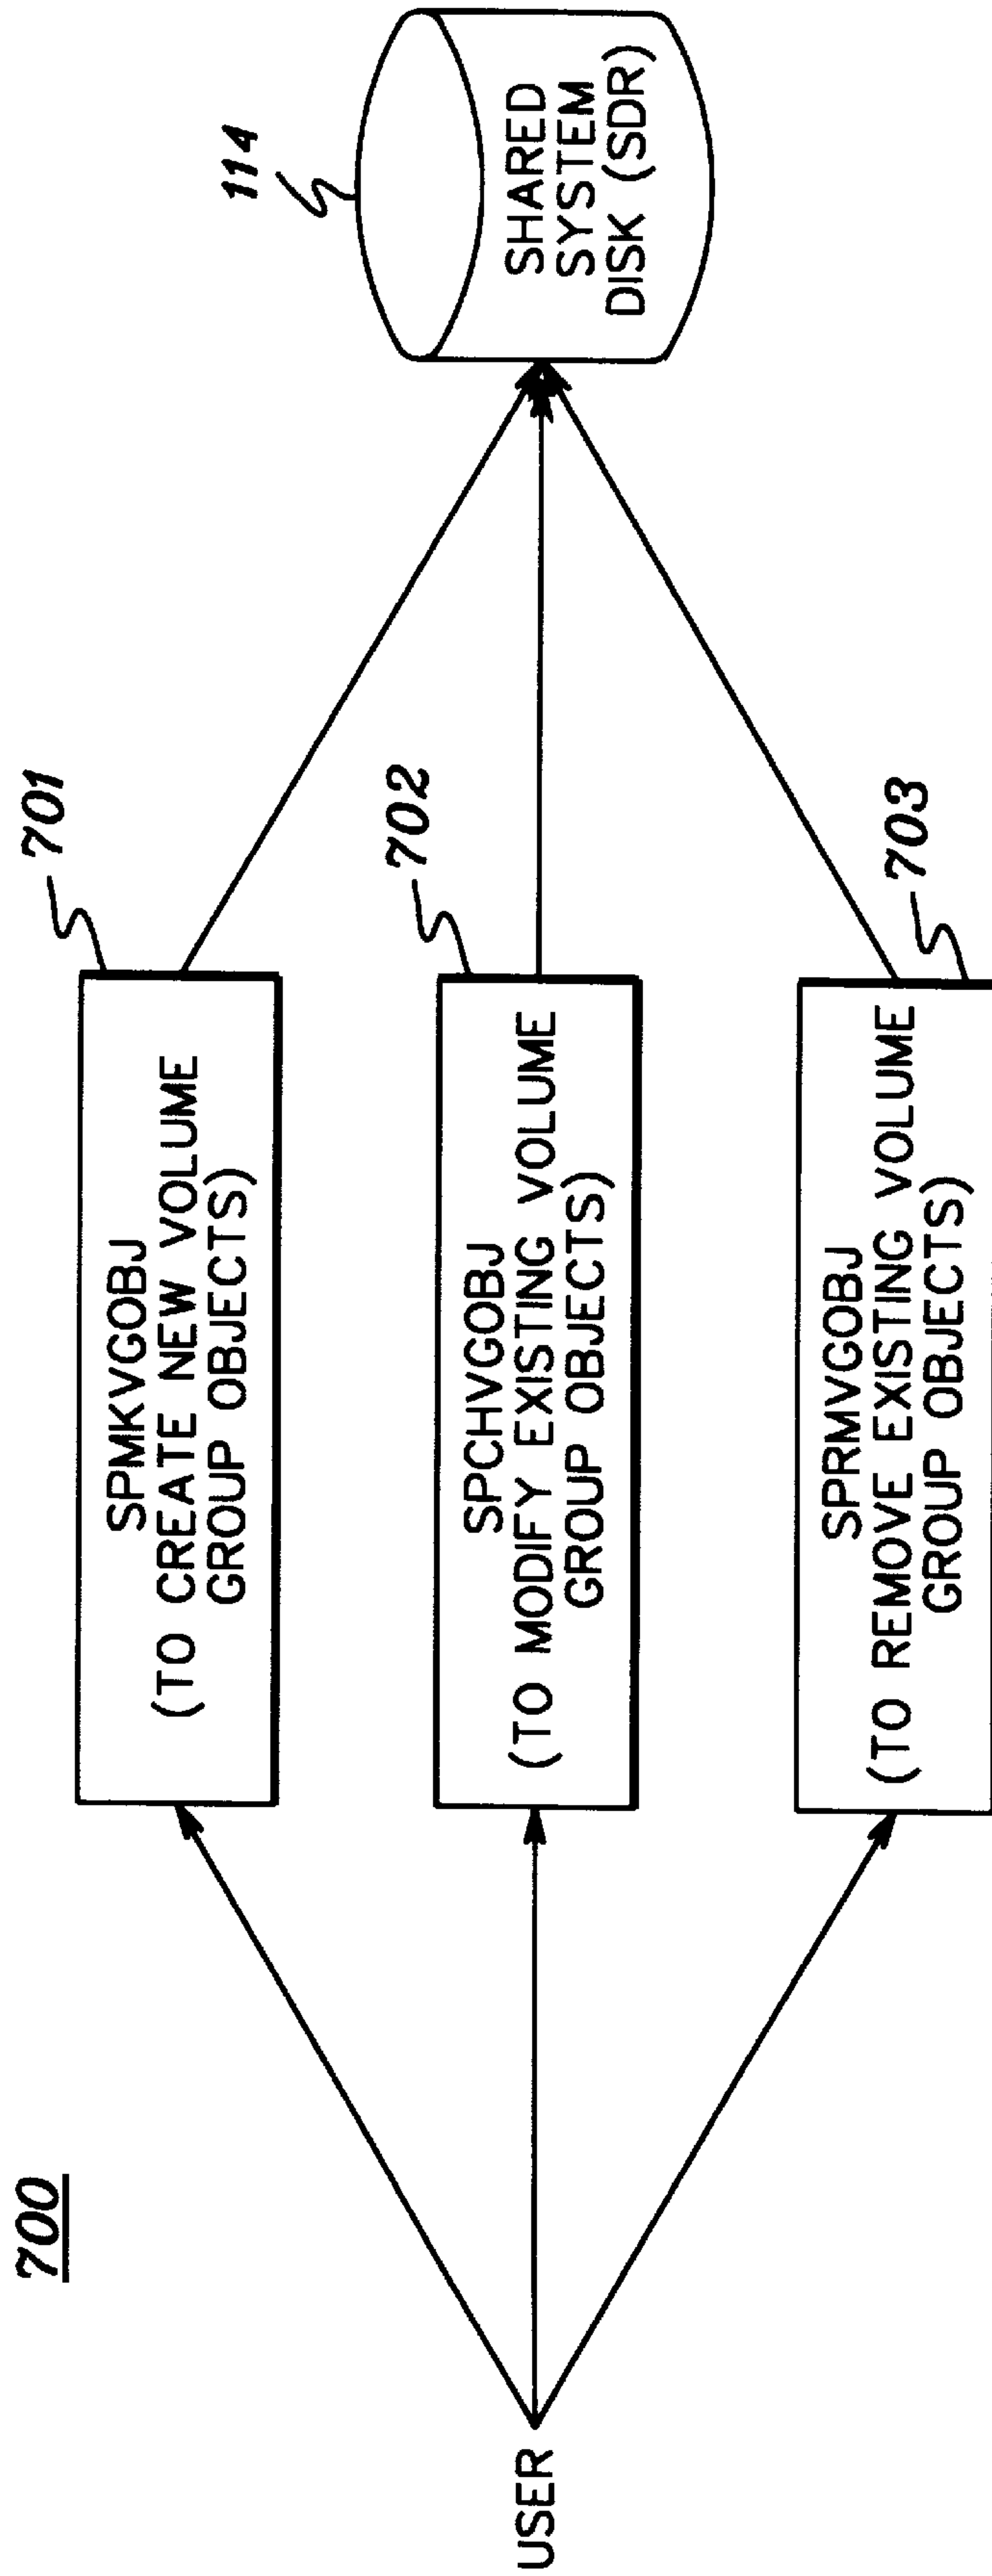 700
USER
701
SPMKVGOBJ
(TO CREATE NEW VOLUME
GROUP OBJECTS)
702
SPCHVGOBJ
(TO MODIFY EXISTING VOLUME
GROUP OBJECTS)
703
SPRMVGOBJ
(TO REMOVE EXISTING VOLUME
GROUP OBJECTS)
114
SHARED
SYSTEM
DISK (SDR)